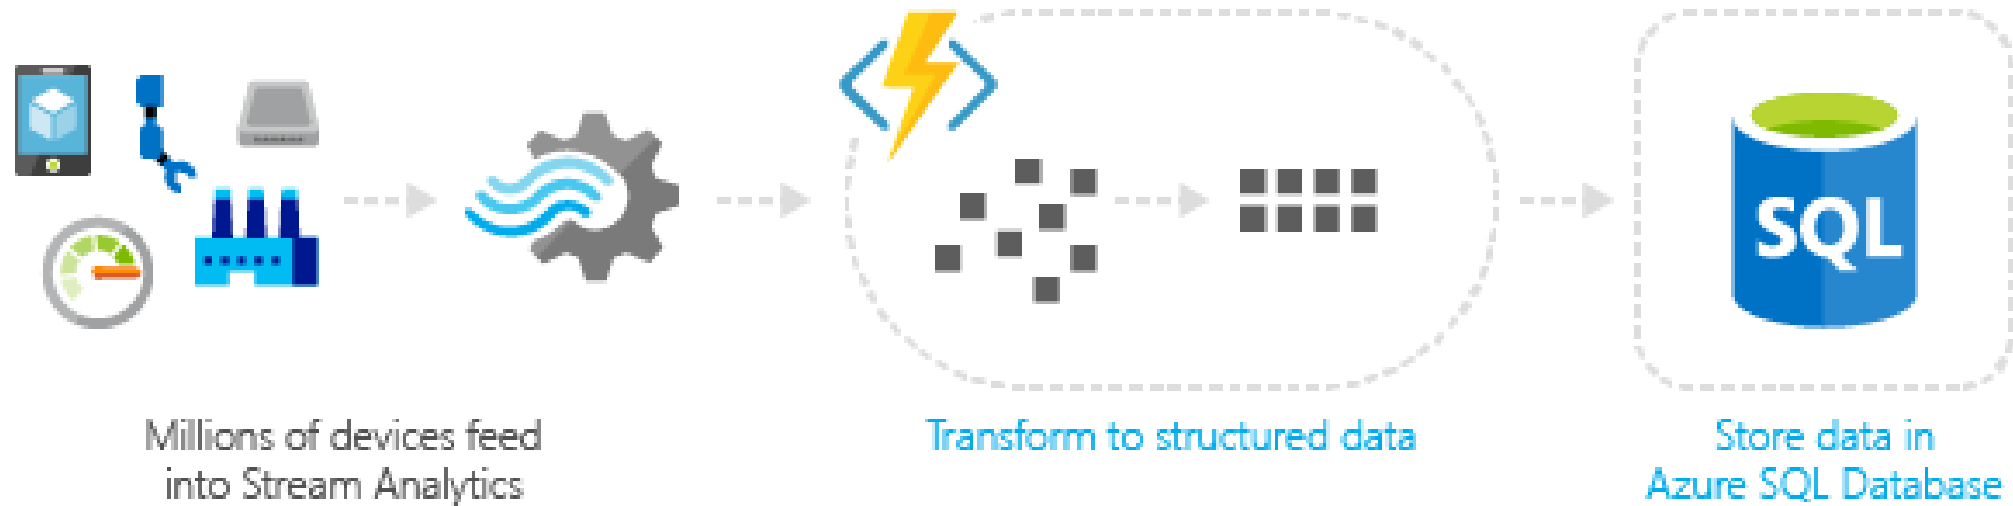 SQL
Millions of devices feed
into Stream Analytics
Transform to structured data
Store data in
Azure SQL Database